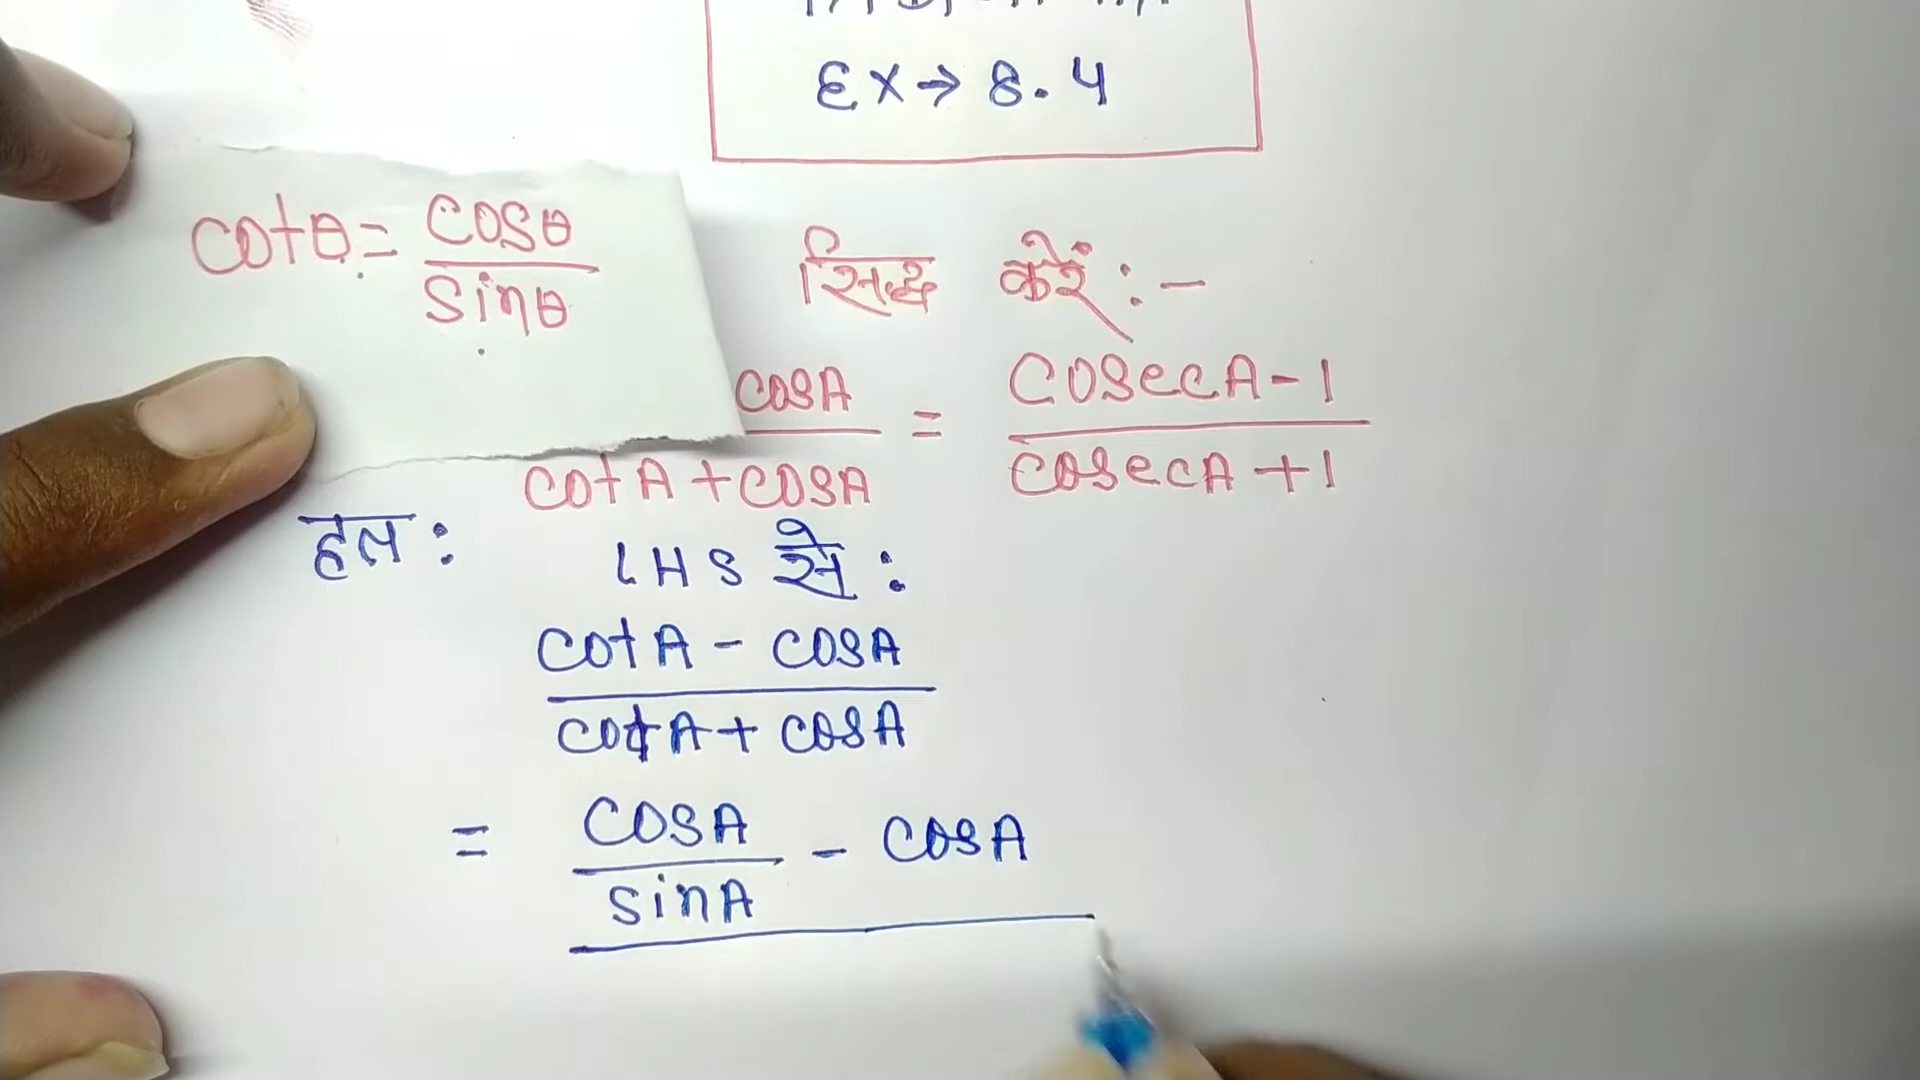 Ex → 8.4
cotθ = cosθ / sinθ
सिद्ध करें :-
cosA / cotA + cosA = cosecA - 1 / cosecA + 1
हल : LHS से :
cotA - cosA
cotA + cosA
= cosA / sinA - cosA